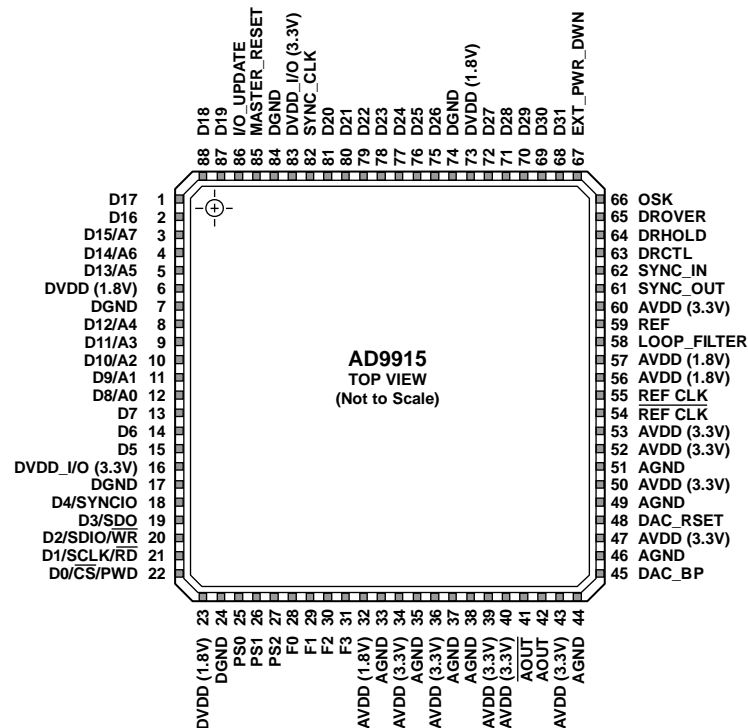 88 D18
87 D19
86 I/O_UPDATE
85 MASTER_RESET
84 DGND
83 DVDD_I/O (3.3V)
82 SYNC_CLK
81 D20
80 D21
79 D22
78 D23
77 D24
76 D25
75 D26
74 DGND
73 DVDD (1.8V)
72 D27
71 D28
70 D29
69 D30
68 D31
67 EXT_PWR_DWN
D17 1
D16 2
D15/A7 3
D14/A6 4
D13/A5 5
DVDD (1.8V) 6
DGND 7
D12/A4 8
D11/A3 9
D10/A2 10
D9/A1 11
D8/A0 12
D7 13
D6 14
D5 15
DVDD_I/O (3.3V) 16
DGND 17
D4/SYNCIO 18
D3/SDO 19
D2/SDIO/WR 20
D1/SCLK/RD 21
D0/CS/PWD 22
AD9915
TOP VIEW
(Not to Scale)
66 OSK
65 DROVER
64 DRHOLD
63 DRCTL
62 SYNC_IN
61 SYNC_OUT
60 AVDD (3.3V)
59 REF
58 LOOP_FILTER
57 AVDD (1.8V)
56 AVDD (1.8V)
55 REF CLK
54 REF CLK
53 AVDD (3.3V)
52 AVDD (3.3V)
51 AGND
50 AVDD (3.3V)
49 AGND
48 DAC_RSET
47 AVDD (3.3V)
46 AGND
45 DAC_BP
DVDD (1.8V) 23
DGND 24
PS0 25
PS1 26
PS2 27
F0 28
F1 29
F2 30
F3 31
AVDD (1.8V) 32
AGND 33
AVDD (3.3V) 34
AGND 35
AVDD (3.3V) 36
AGND 37
AGND 38
AVDD (3.3V) 39
AVDD (3.3V) 40
AOUT 41
AOUT 42
AVDD (3.3V) 43
AGND 44